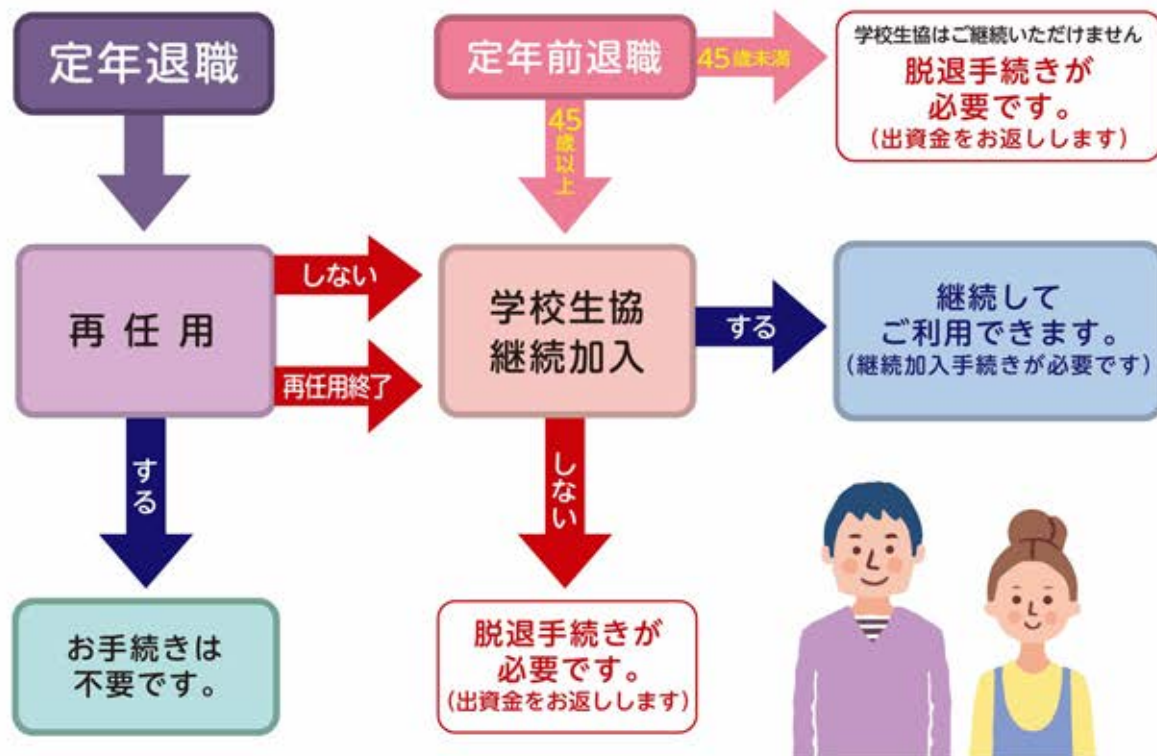 定年退職
定年前退職
45歳未満
学校生協はご継続いただけません
脱退手続きが
必要です。
(出資金をお返しします)
45歳以上
再任用
しない
再任用終了
学校生協
継続加入
する
継続して
ご利用できます。
(継続加入手続きが必要です)
する
しない
お手続きは
不要です。
脱退手続きが
必要です。
(出資金をお返しします)